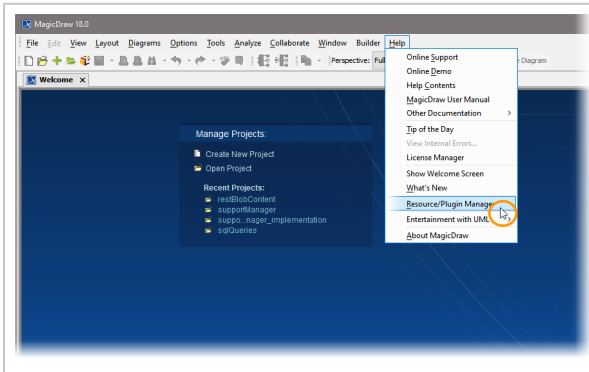 MagicDraw 18.0
File Edit View Layout Diagrams Options Tools Analyze Collaborate Window Builder Help
Perspective: Full
Diagram
Welcome x
Online Support
Online Demo
Help Contents
MagicDraw User Manual
Other Documentation
Tip of the Day
View Internal Errors...
License Manager
Show Welcome Screen
What's New
Resource/Plugin Manager
Entertainment with UML
About MagicDraw
Manage Projects:
Create New Project
Open Project
Recent Projects:
restBlobContent
supportManager
suppo...nager_implementation
sqlQueries